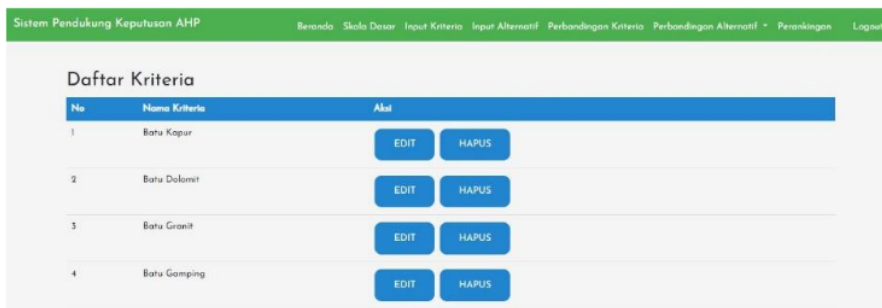 Sistem Pendukung Keputusan AHP Beranda Skala Dasar Input Kriteria Input Alternatif Perbandingan Kriteria Perbandingan Alternatif Perankingan Logout
Daftar Kriteria
No Nama Kriteria Aksi
1 Batu Kapur EDIT HAPUS
2 Batu Dolomit EDIT HAPUS
3 Batu Granit EDIT HAPUS
4 Batu Gamping EDIT HAPUS